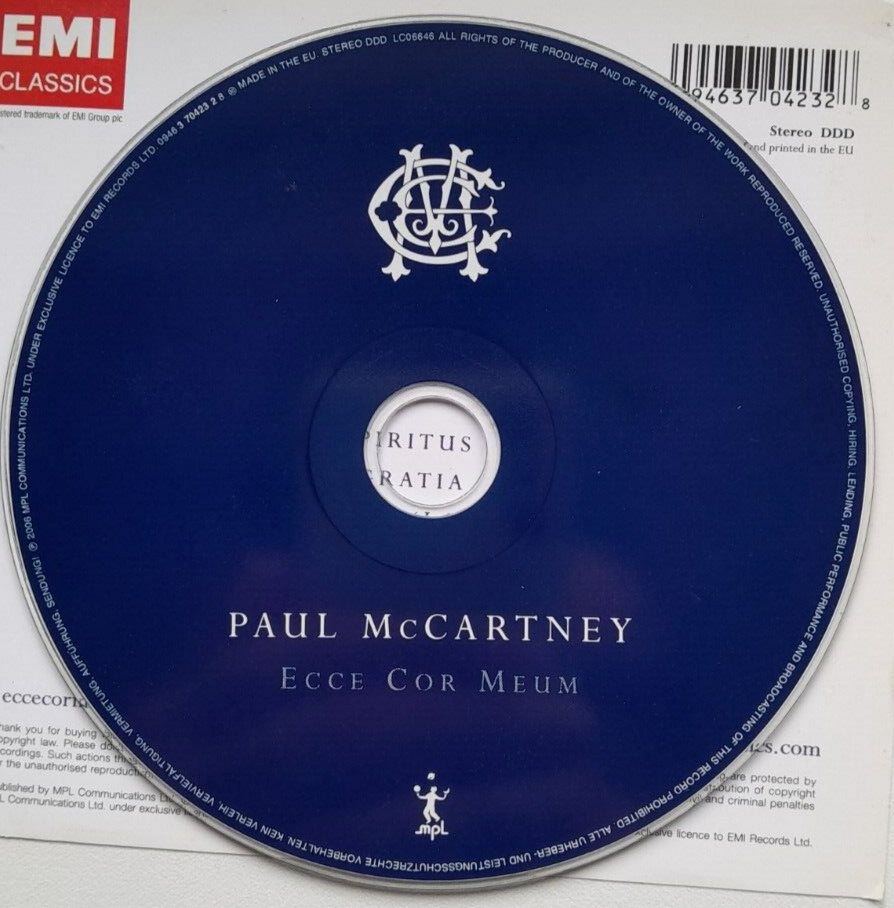 EMI
CLASSICS
stered trademark of EMI Group plc
94637 04232 8
Stereo DDD
nd printed in the EU
℗ 2006 MPL COMMUNICATIONS LTD. UNDER EXCLUSIVE LICENCE TO EMI RECORDS LTD. 0946 3 70423 2 8 ℗ MADE IN THE EU. STEREO DDD LC06646 ALL RIGHTS OF THE PRODUCER AND OF THE OWNER OF THE WORK REPRODUCED RESERVED. UNAUTHORISED COPYING, HIRING, LENDING, PUBLIC PERFORMANCE AND BROADCASTING OF THIS RECORD PROHIBITED. ALLE URHEBER- UND LEISTUNGSSCHUTZRECHTE VORBEHALTEN. KEIN VERLEIH, VERVIELFÄLTIGUNG, VERMIETUNG, AUFFÜHRUNG, SENDUNG!
PIRITUS
RATIA
PAUL McCARTNEY
ECCE COR MEUM
mpL
eccecor
hank you for buying
opyright law. Please do
cordings. Such actions
r the unauthorised reproduc
ublished by MPL Communications
L Communications Ltd. under exclusive
cs.com
are protected by
bution of copyright
and criminal penalties
licence to EMI Records Ltd.